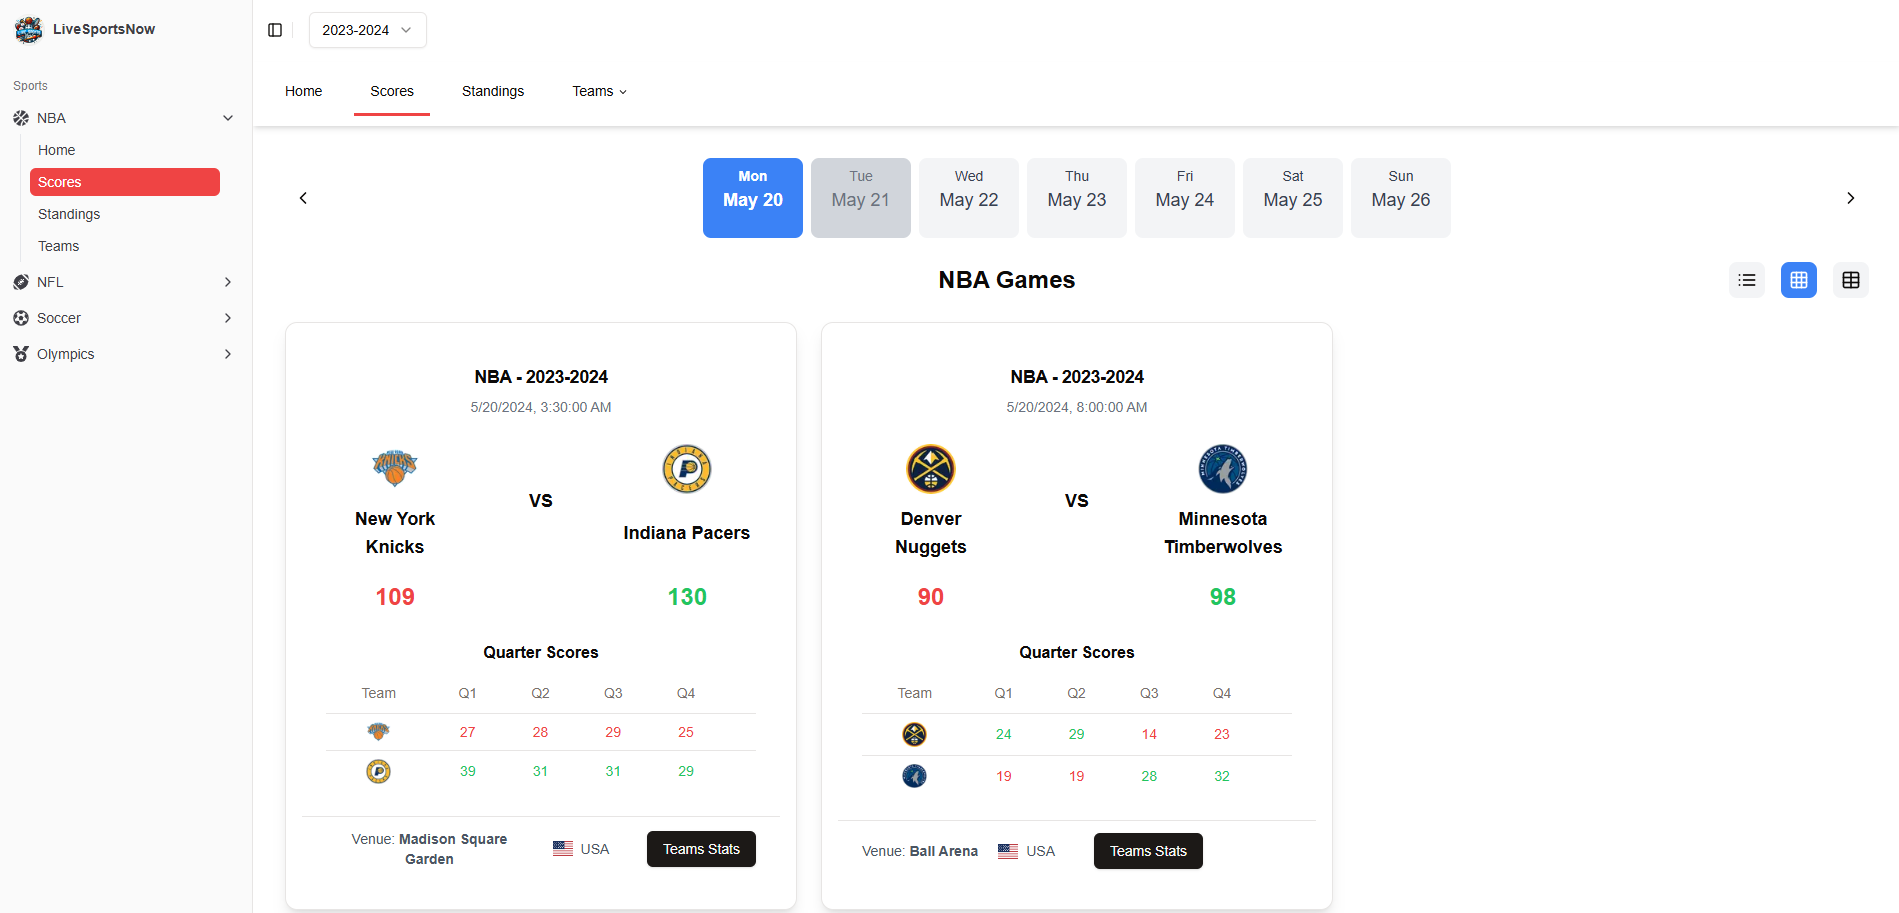 LiveSportsNow
Sports
NBA
Home
Scores
Standings
Teams
NFL
Soccer
Olympics
2023-2024
Home Scores Standings Teams
Mon Tue Wed Thu Fri Sat Sun
May 20 May 21 May 22 May 23 May 24 May 25 May 26
NBA Games
NBA - 2023-2024
5/20/2024, 3:30:00 AM
KNICKS
INDIANA PACERS
VS
New York
Knicks
Indiana Pacers
109 130
Quarter Scores
Team Q1 Q2 Q3 Q4
27 28 29 25
39 31 31 29
Venue: Madison Square
Garden
USA
Teams Stats
NBA - 2023-2024
5/20/2024, 8:00:00 AM
MINNESOTA TIMBERWOLVES
VS
Denver
Nuggets
Minnesota
Timberwolves
90 98
Quarter Scores
Team Q1 Q2 Q3 Q4
24 29 14 23
19 19 28 32
Venue: Ball Arena
USA
Teams Stats